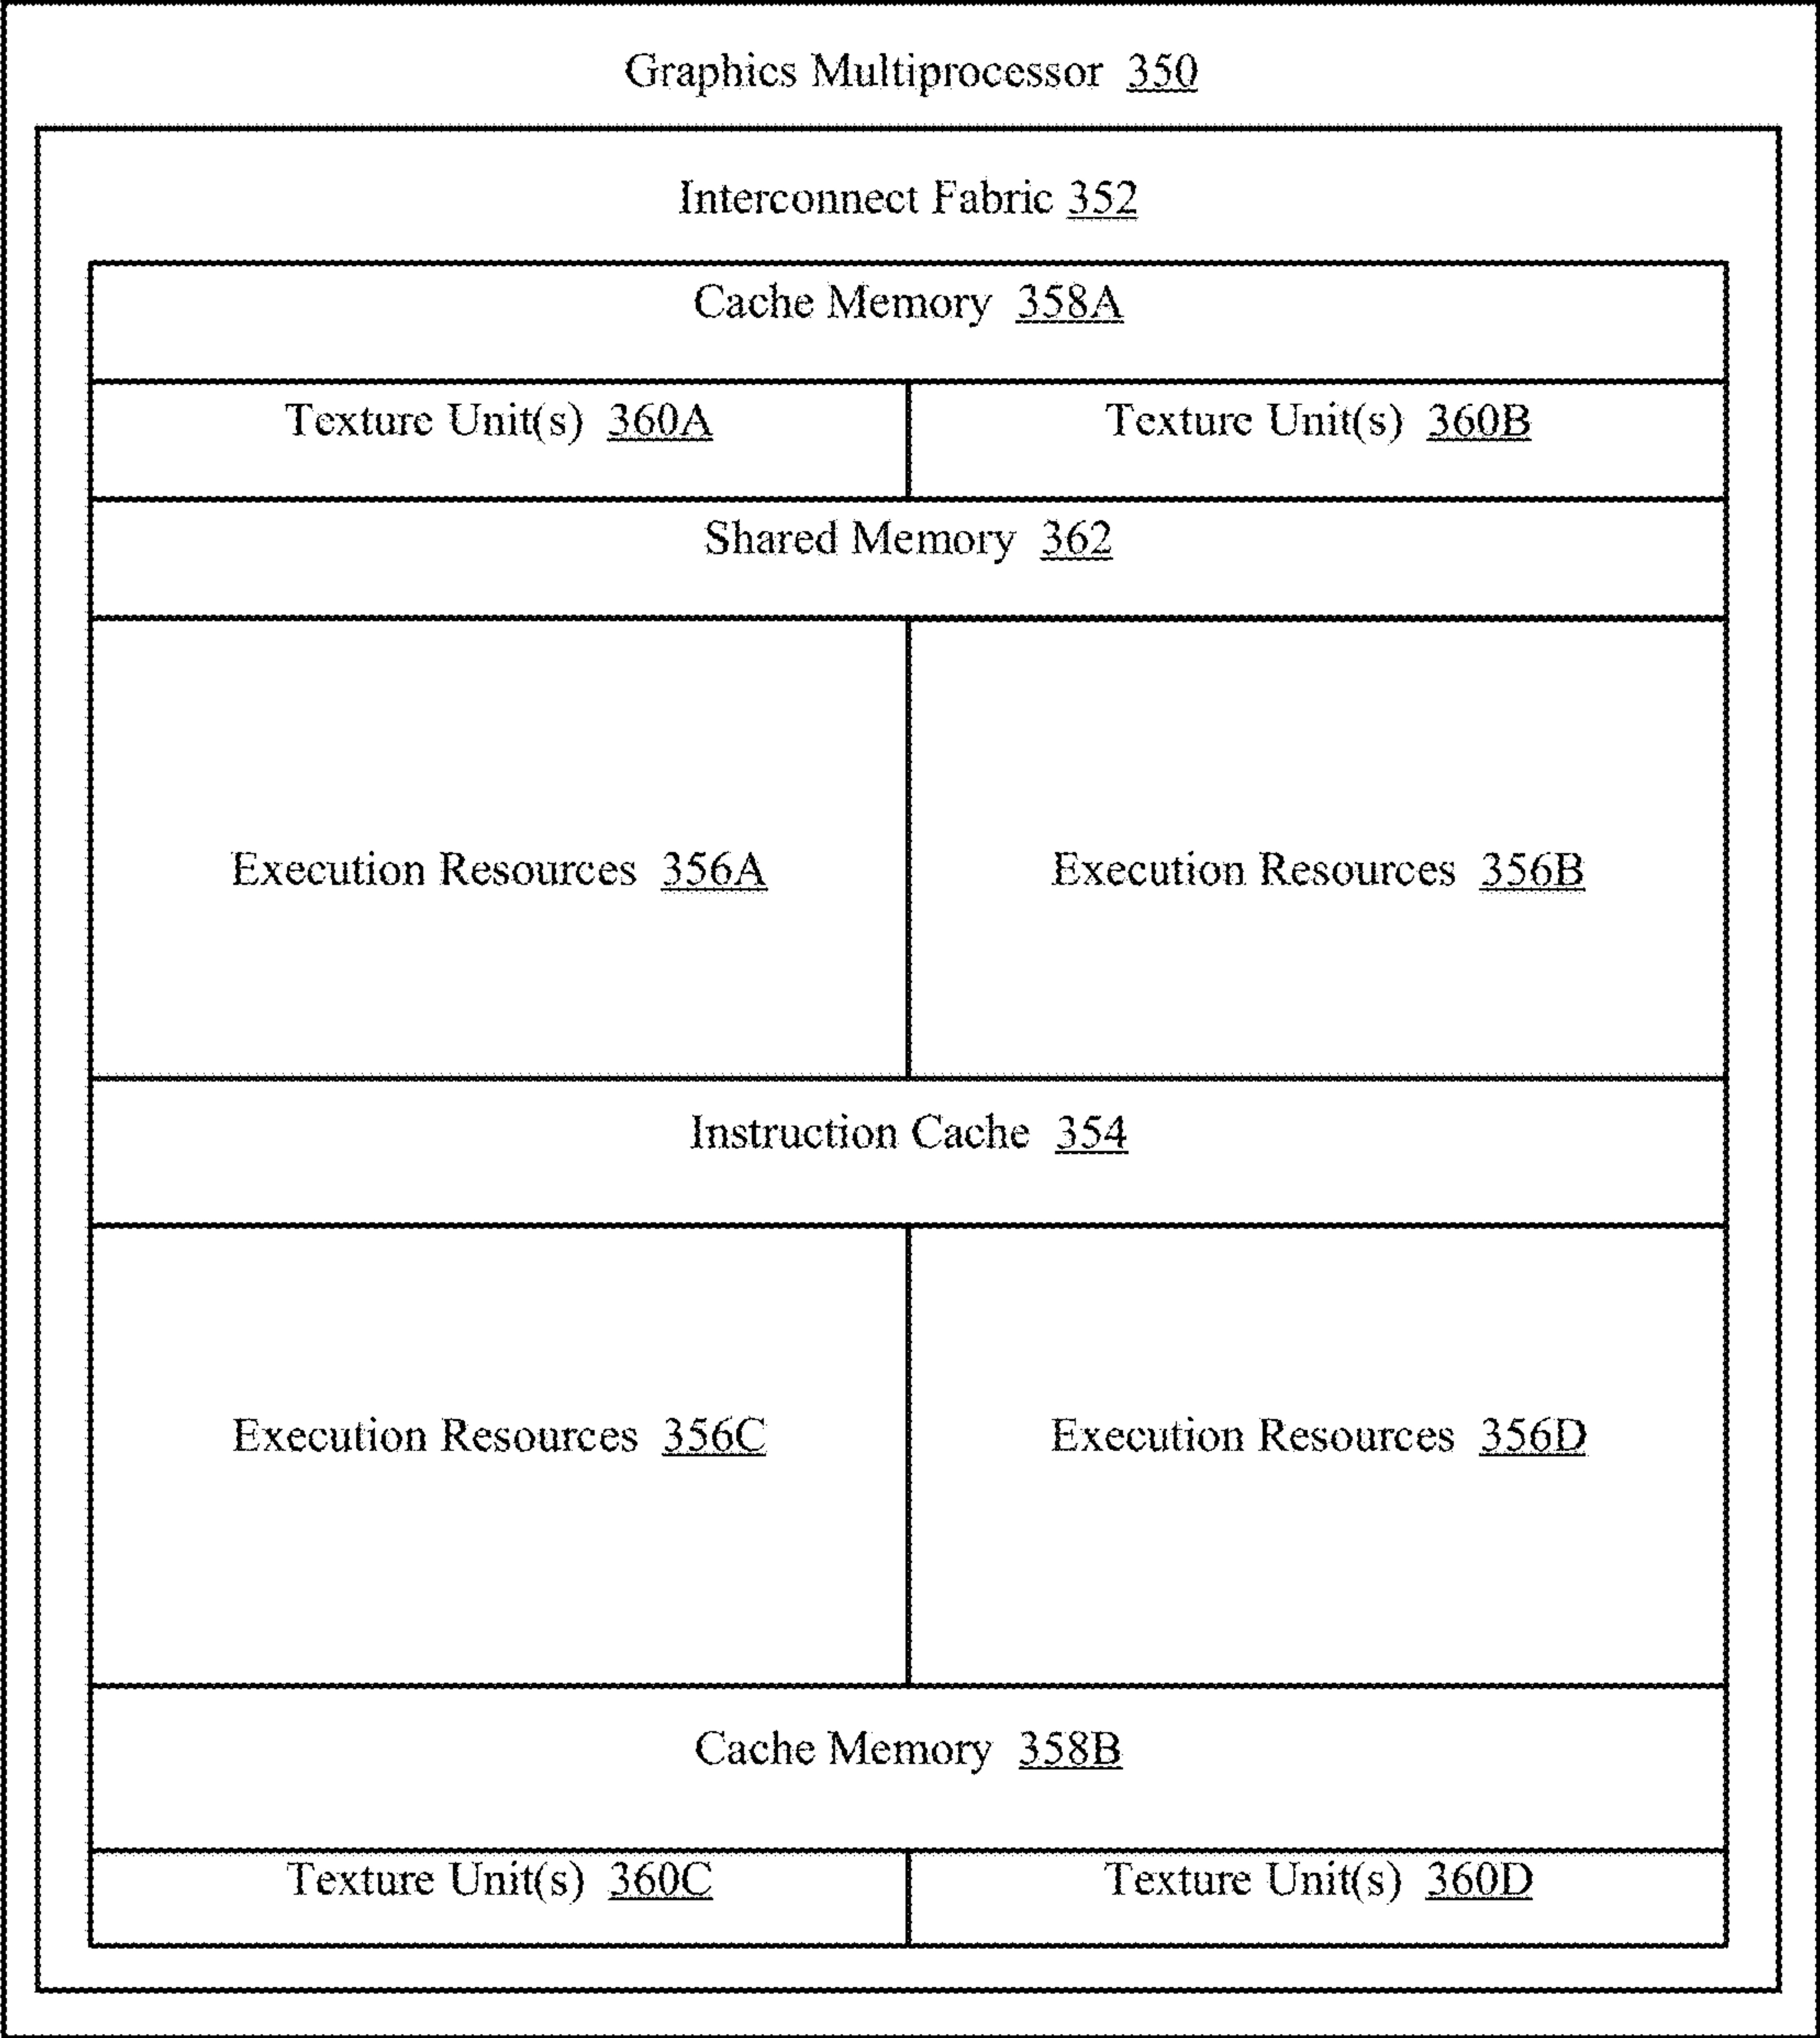 Graphics Multiprocessor 350
Interconnect Fabric 352
Cache Memory 358A
Texture Unit(s) 360A
Texture Unit(s) 360B
Shared Memory 362
Execution Resources 356A
Execution Resources 356B
Instruction Cache 354
Execution Resources 356C
Execution Resources 356D
Cache Memory 358B
Texture Unit(s) 360C
Texture Unit(s) 360D